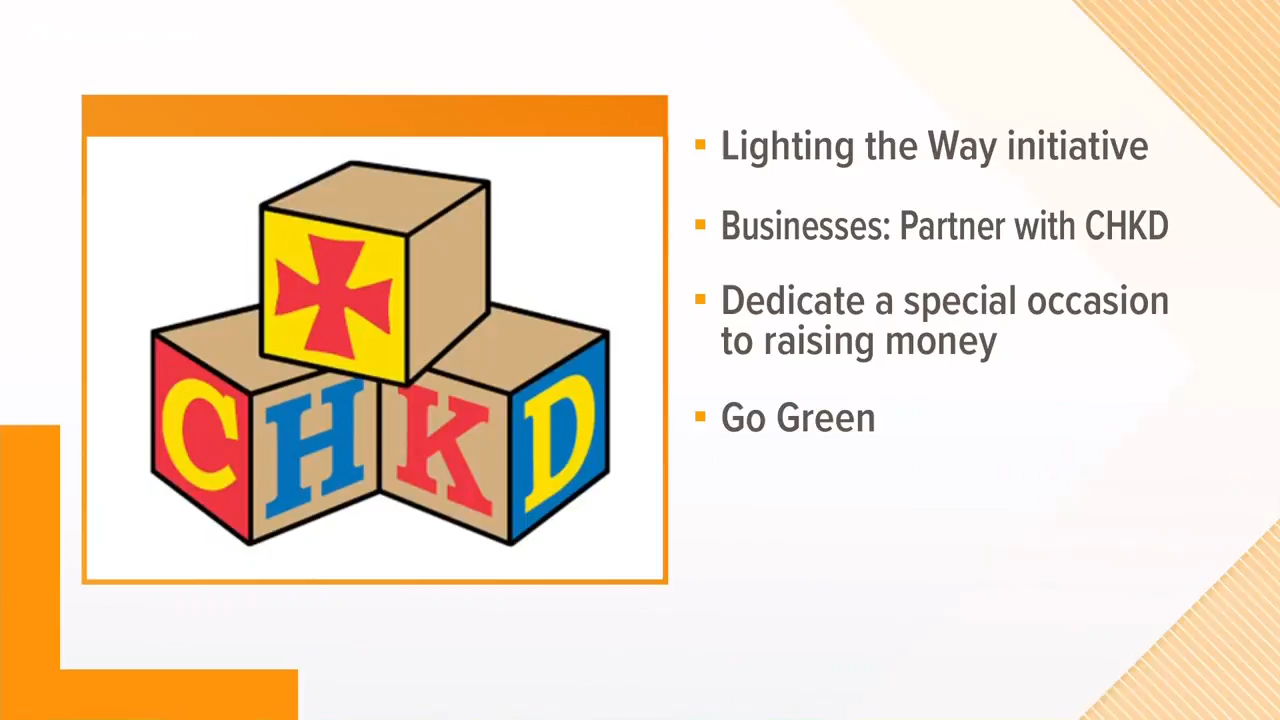 CHKD
Lighting the Way initiative
Businesses: Partner with CHKD
Dedicate a special occasion
to raising money
Go Green